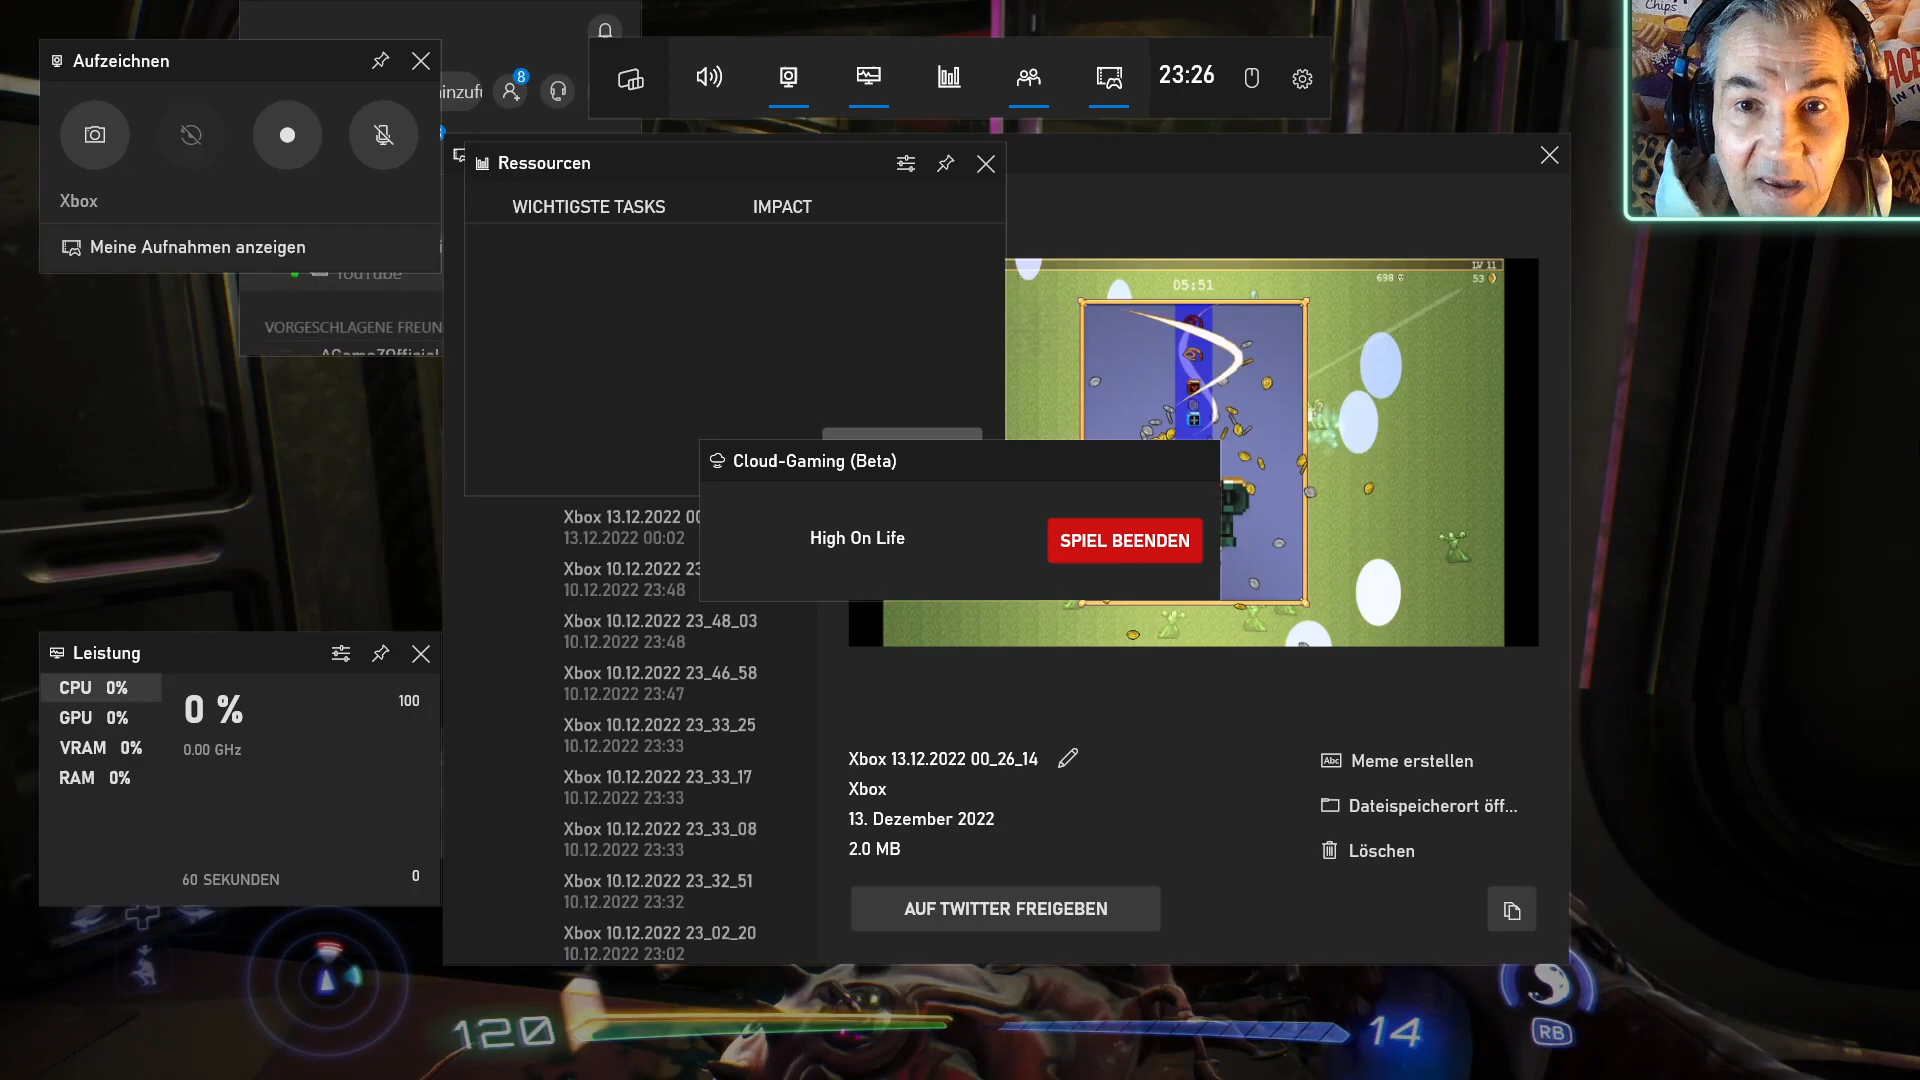 Aufzeichnen
Xbox
Meine Aufnahmen anzeigen
8
23:26
YouTube
VORGESCHLAGENE FREUN
Ressourcen
WICHTIGSTE TASKS
IMPACT
05:51
698
LV 11
53
Cloud-Gaming (Beta)
High On Life
SPIEL BEENDEN
Xbox 13.12.2022 00
13.12.2022 00:02
Xbox 10.12.2022 23
10.12.2022 23:48
Xbox 10.12.2022 23_48_03
10.12.2022 23:48
Xbox 10.12.2022 23_46_58
10.12.2022 23:47
Xbox 10.12.2022 23_33_25
10.12.2022 23:33
Xbox 10.12.2022 23_33_17
10.12.2022 23:33
Xbox 10.12.2022 23_33_08
10.12.2022 23:33
Xbox 10.12.2022 23_32_51
10.12.2022 23:32
Xbox 10.12.2022 23_02_20
10.12.2022 23:02
Leistung
CPU 0%
GPU 0%
VRAM 0%
RAM 0%
0 %
0.00 GHz
100
60 SEKUNDEN
0
Xbox 13.12.2022 00_26_14
Xbox
13. Dezember 2022
2.0 MB
Abc Meme erstellen
Dateispeicherort öff...
Löschen
AUF TWITTER FREIGEBEN
120
14
RB
Chips